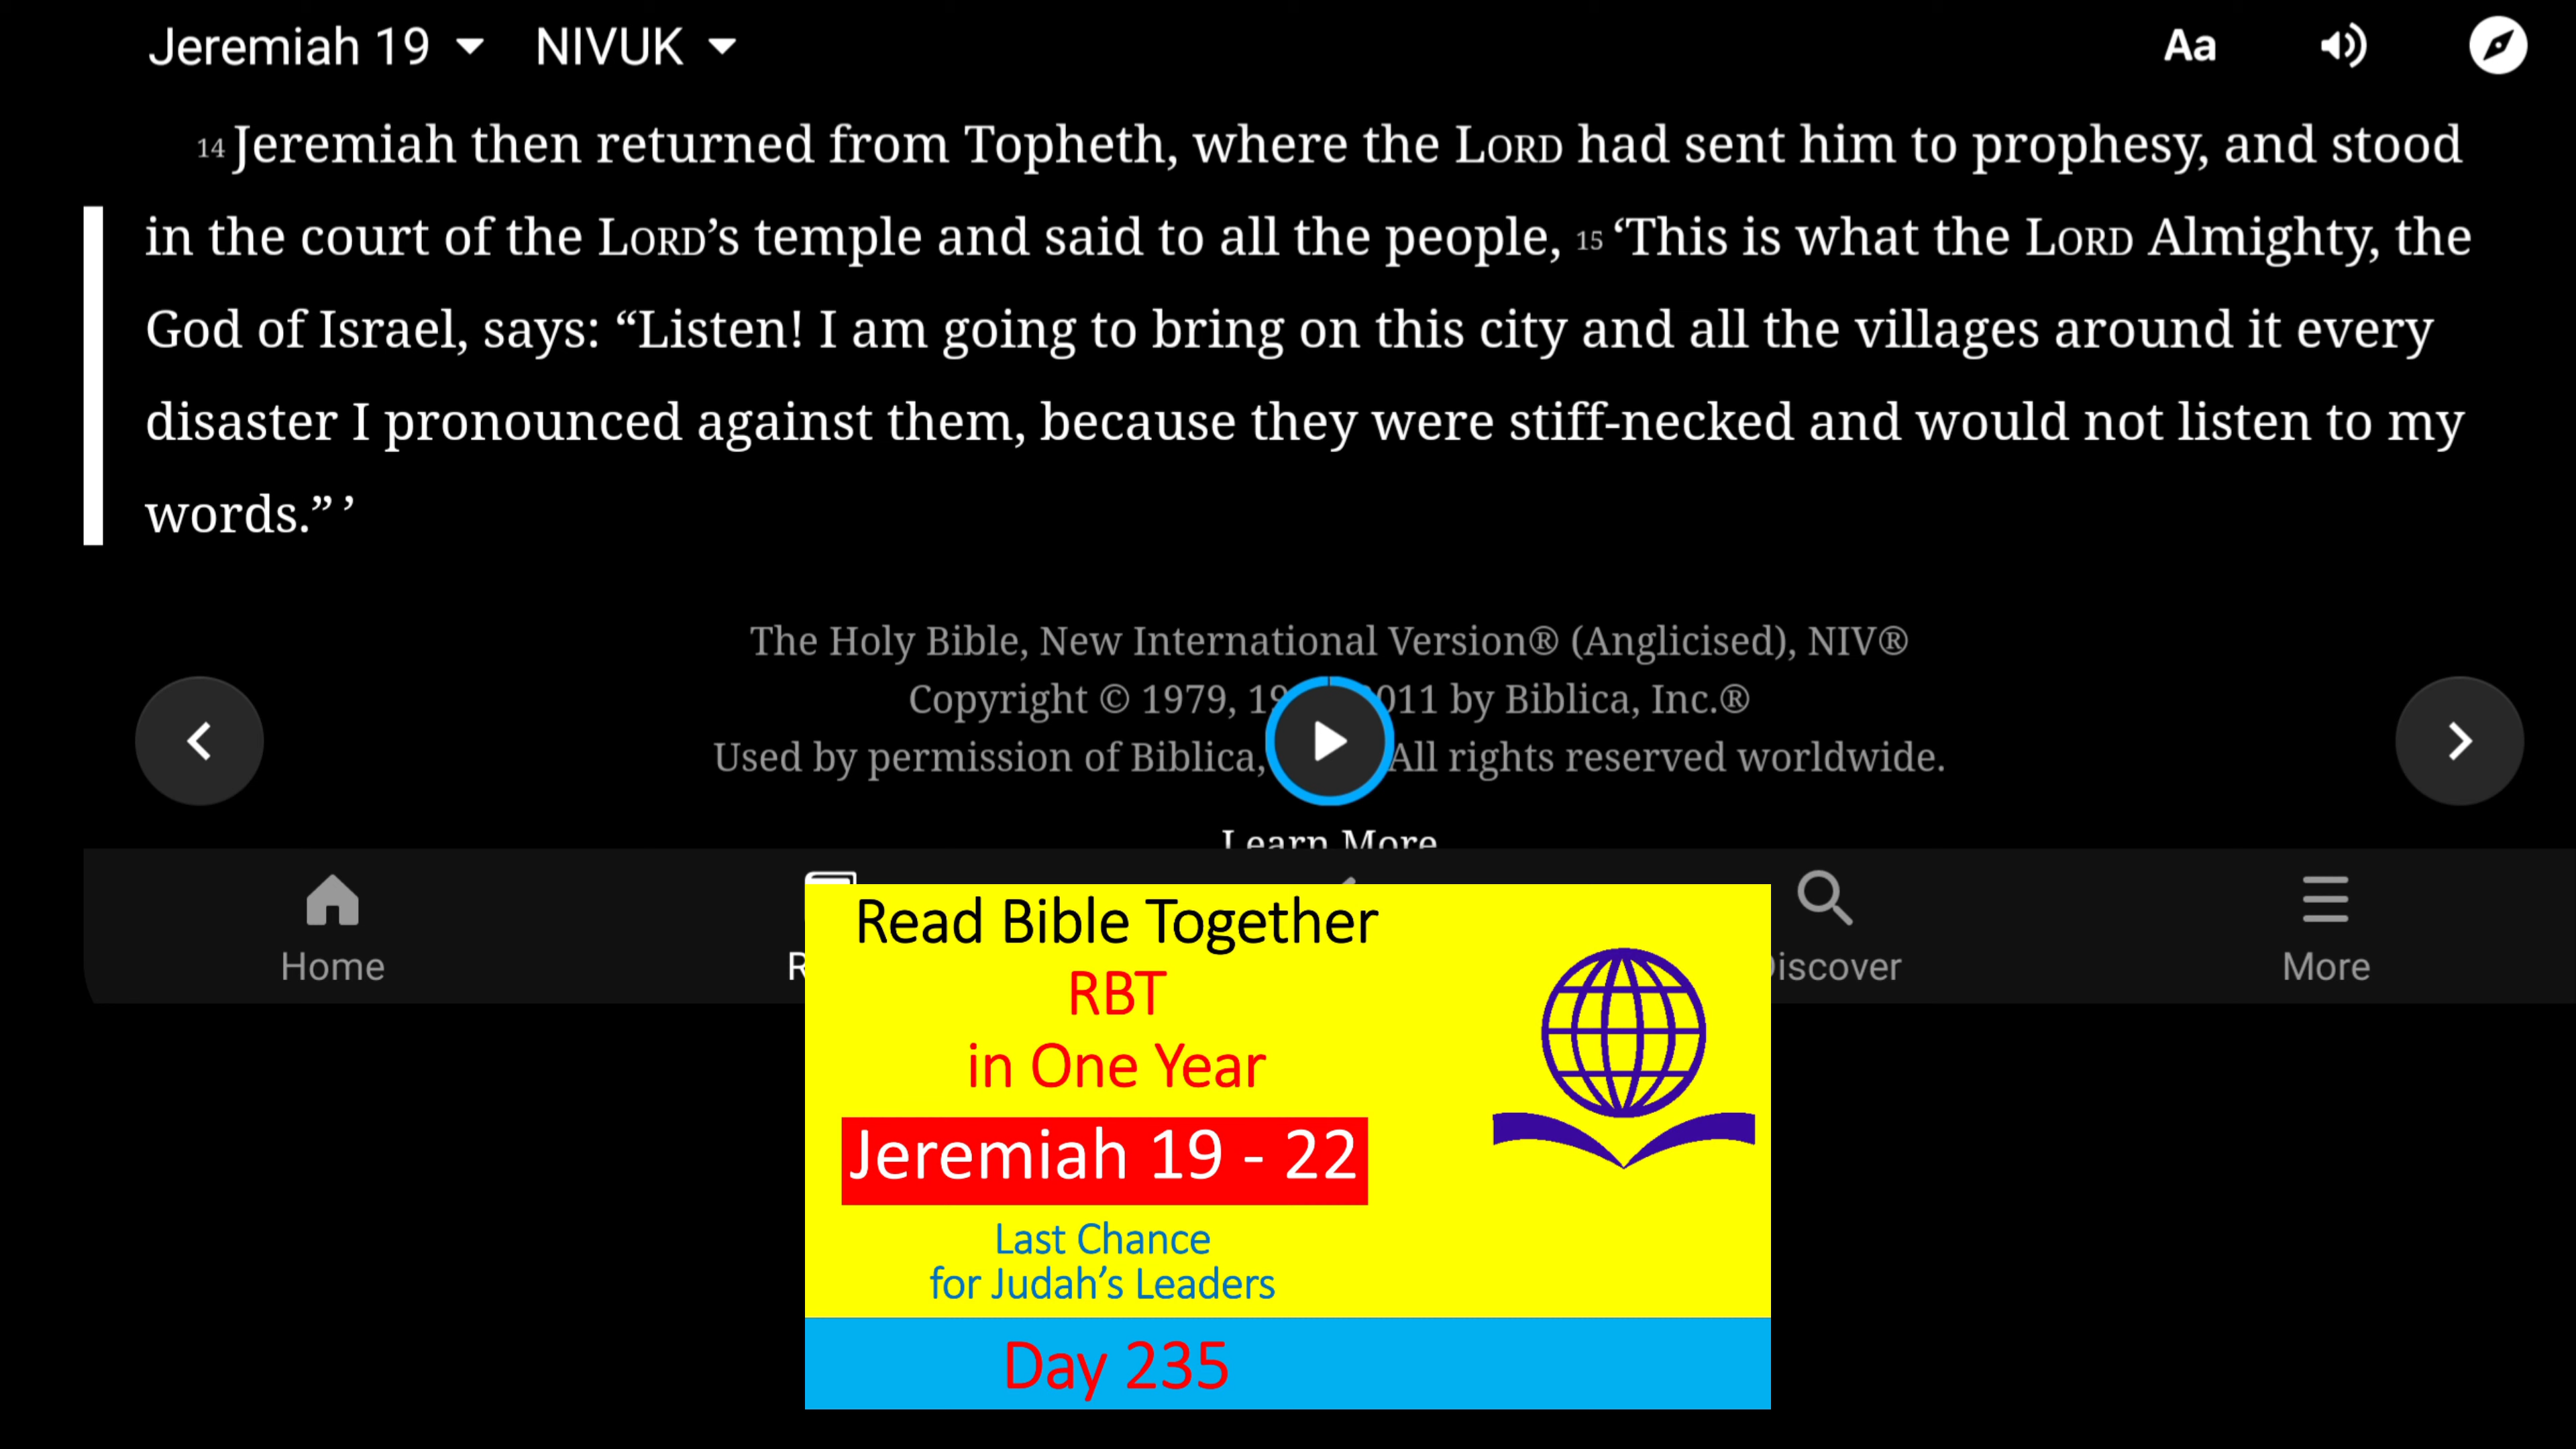 Jeremiah 19 NIVUK Aa
14 Jeremiah then returned from Topheth, where the LORD had sent him to prophesy, and stood
in the court of the LORD’s temple and said to all the people, 15 ‘This is what the LORD Almighty, the
God of Israel, says: “Listen! I am going to bring on this city and all the villages around it every
disaster I pronounced against them, because they were stiff-necked and would not listen to my
words.” ’
The Holy Bible, New International Version® (Anglicised), NIV®
Copyright © 1979, 011 by Biblica, Inc.®
Used by permission of Biblica, All rights reserved worldwide.
Learn More
Home iscover More
Read Bible Together
RBT
in One Year
Jeremiah 19 - 22
Last Chance
for Judah’s Leaders
Day 235